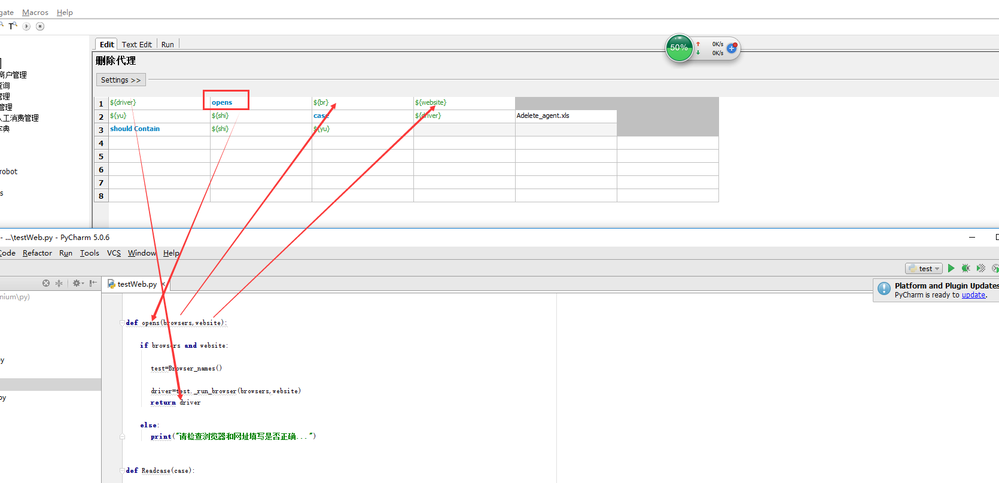 gate Macros Help
Edit Text Edit Run
50% 0K/s
0K/s
删除代理
商户管理
Settings >>
查询
管理
管理
人工消费管理
字典
1 ${driver} opens ${br} ${website}
2 ${yu} ${shi} case ${driver} Adelete_agent.xls
3 should Contain ${shi} ${yu}
4
5
6
7
8
robot
s
- ...\testWeb.py - PyCharm 5.0.6
Code Refactor Run Tools VCS Window Help
test
testWeb.py
Platform and Plugin Updates
PyCharm is ready to update.
nium\py)
def opens(browsers,website):
if browsers and website:
py
test=Browser_names()
driver=test._run_browser(browsers,website)
py
return driver
else:
print("请检查浏览器和网址填写是否正确...")
def Readcase(case):